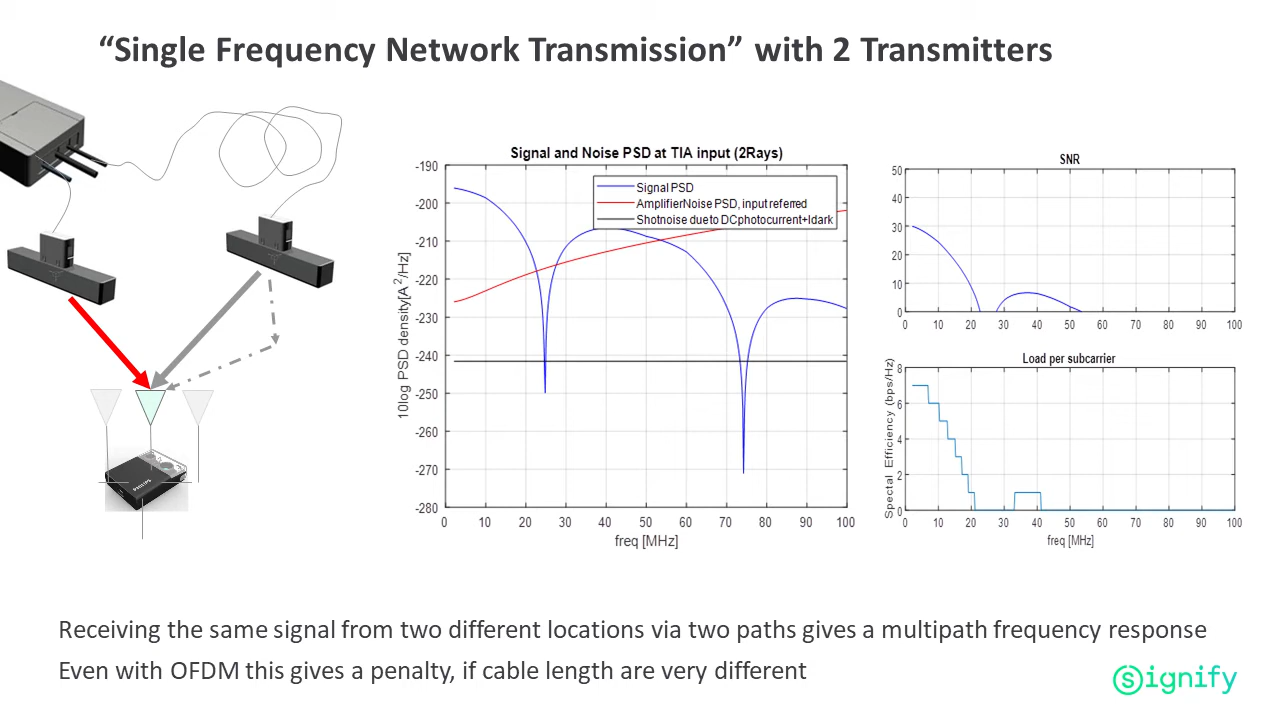 “Single Frequency Network Transmission” with 2 Transmitters
Signal and Noise PSD at TIA input (2Rays)
Signal PSD
AmplifierNoise PSD, input referred
Shotnoise due to DCphotocurrent+Idark
10log PSD density[A²/Hz]
-190
-200
-210
-220
-230
-240
-250
-260
-270
-280
0 10 20 30 40 50 60 70 80 90 100
freq [MHz]
SNR
50
40
30
20
10
0
0 10 20 30 40 50 60 70 80 90 100
Load per subcarrier
Spectal Efficiency (bps/Hz)
8
6
4
2
0
0 10 20 30 40 50 60 70 80 90 100
freq [MHz]
PHILIPS
Receiving the same signal from two different locations via two paths gives a multipath frequency response
Even with OFDM this gives a penalty, if cable length are very different
signify